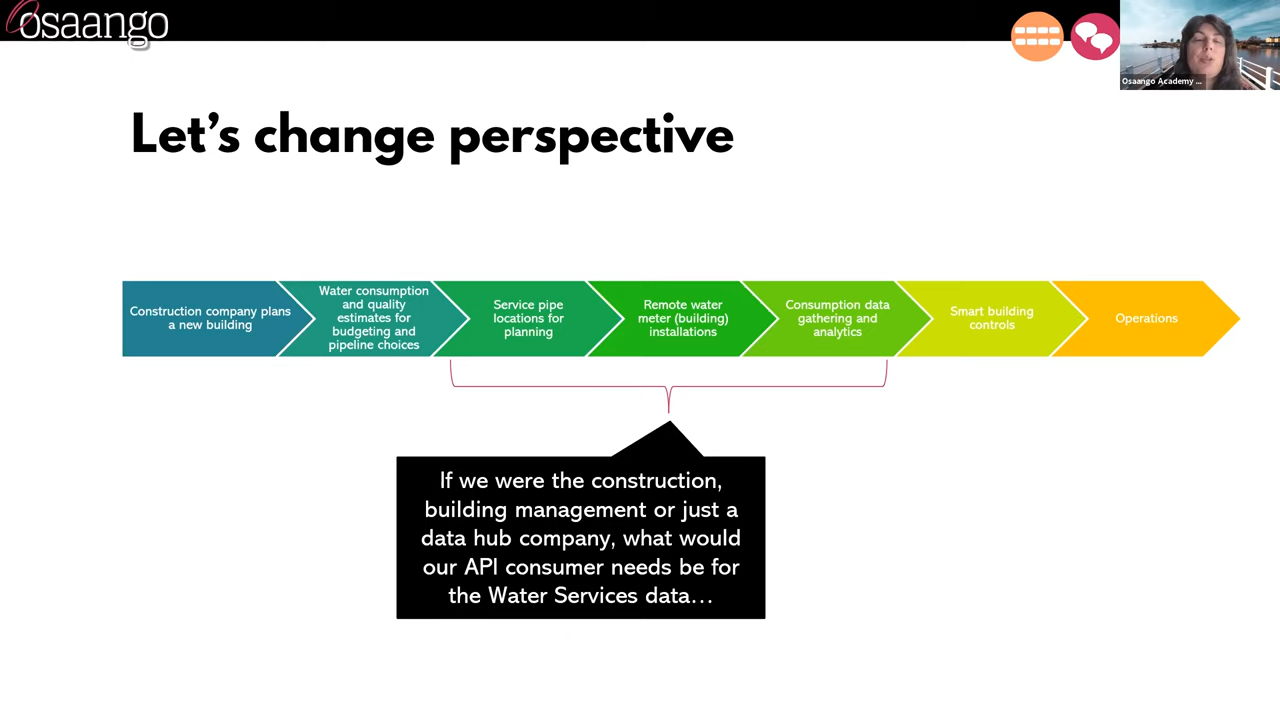 osaango
Osaango Academy ...
Let's change perspective
Construction company plans
a new building
Water consumption
and quality
estimates for
budgeting and
pipeline choices
Service pipe
locations for
planning
Remote water
meter (building)
installations
Consumption data
gathering and
analytics
Smart building
controls
Operations
If we were the construction,
building management or just a
data hub company, what would
our API consumer needs be for
the Water Services data...